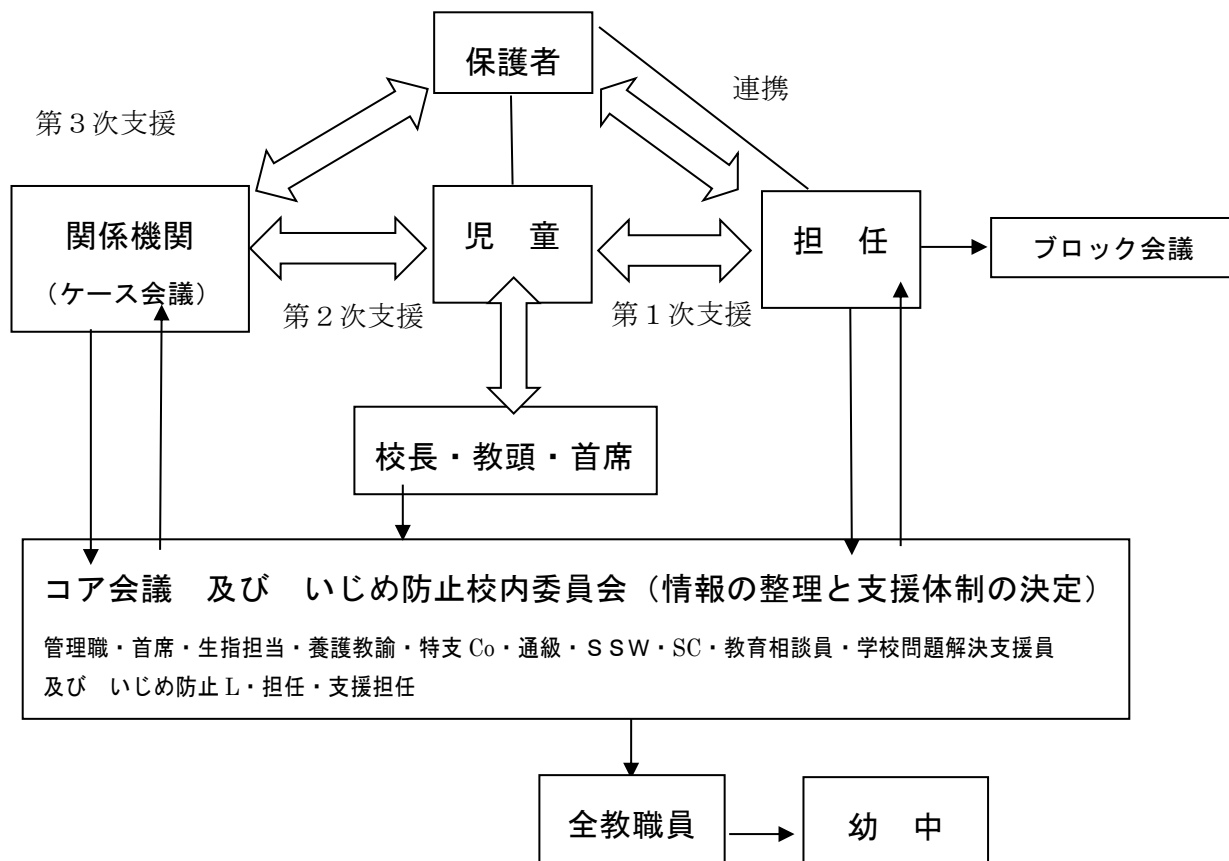 保護者
連携
第３次支援
関係機関
（ケース会議）
児　童
担　任
ブロック会議
第２次支援
第１次支援
校長・教頭・首席
コア会議　及び　いじめ防止校内委員会（情報の整理と支援体制の決定）
管理職・首席・生指担当・養護教諭・特支 Co・通級・ＳＳＷ・SC・教育相談員・学校問題解決支援員
及び　いじめ防止 L・担任・支援担任
全教職員
幼　中